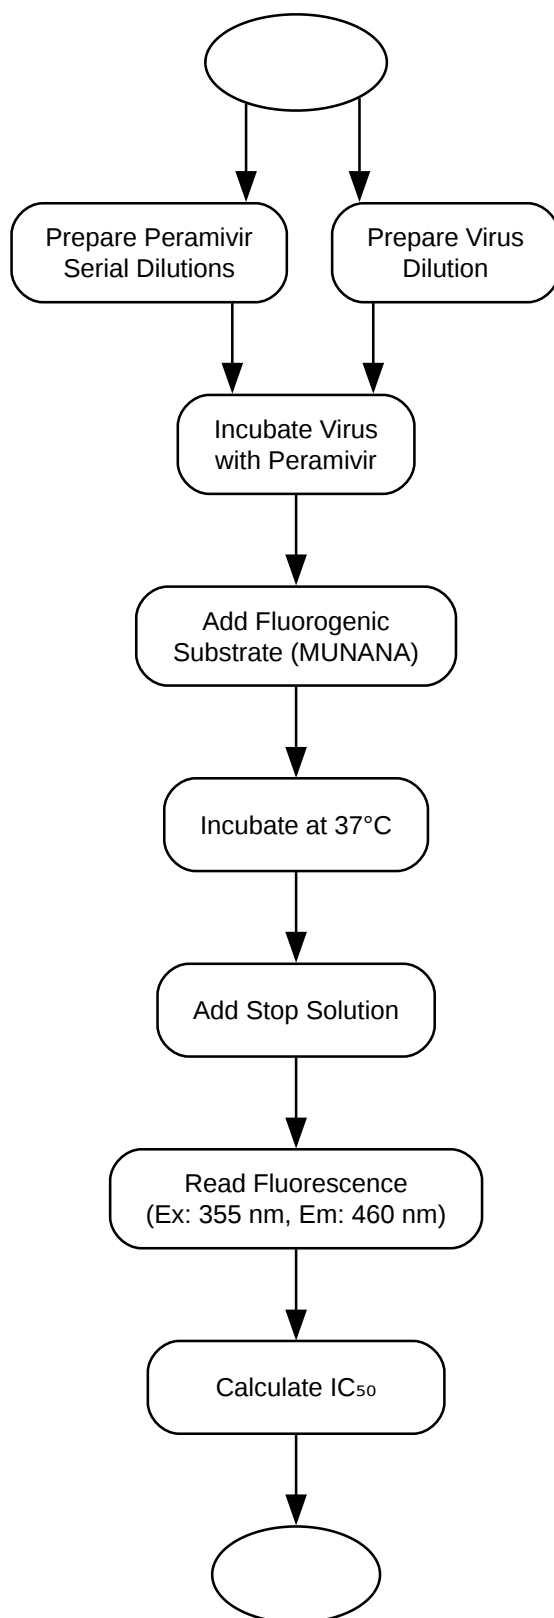 Prepare Peramivir
Serial Dilutions
Prepare Virus
Dilution
Incubate Virus
with Peramivir
Add Fluorogenic
Substrate (MUNANA)
Incubate at 37°C
Add Stop Solution
Read Fluorescence
(Ex: 355 nm, Em: 460 nm)
Calculate IC₅₀